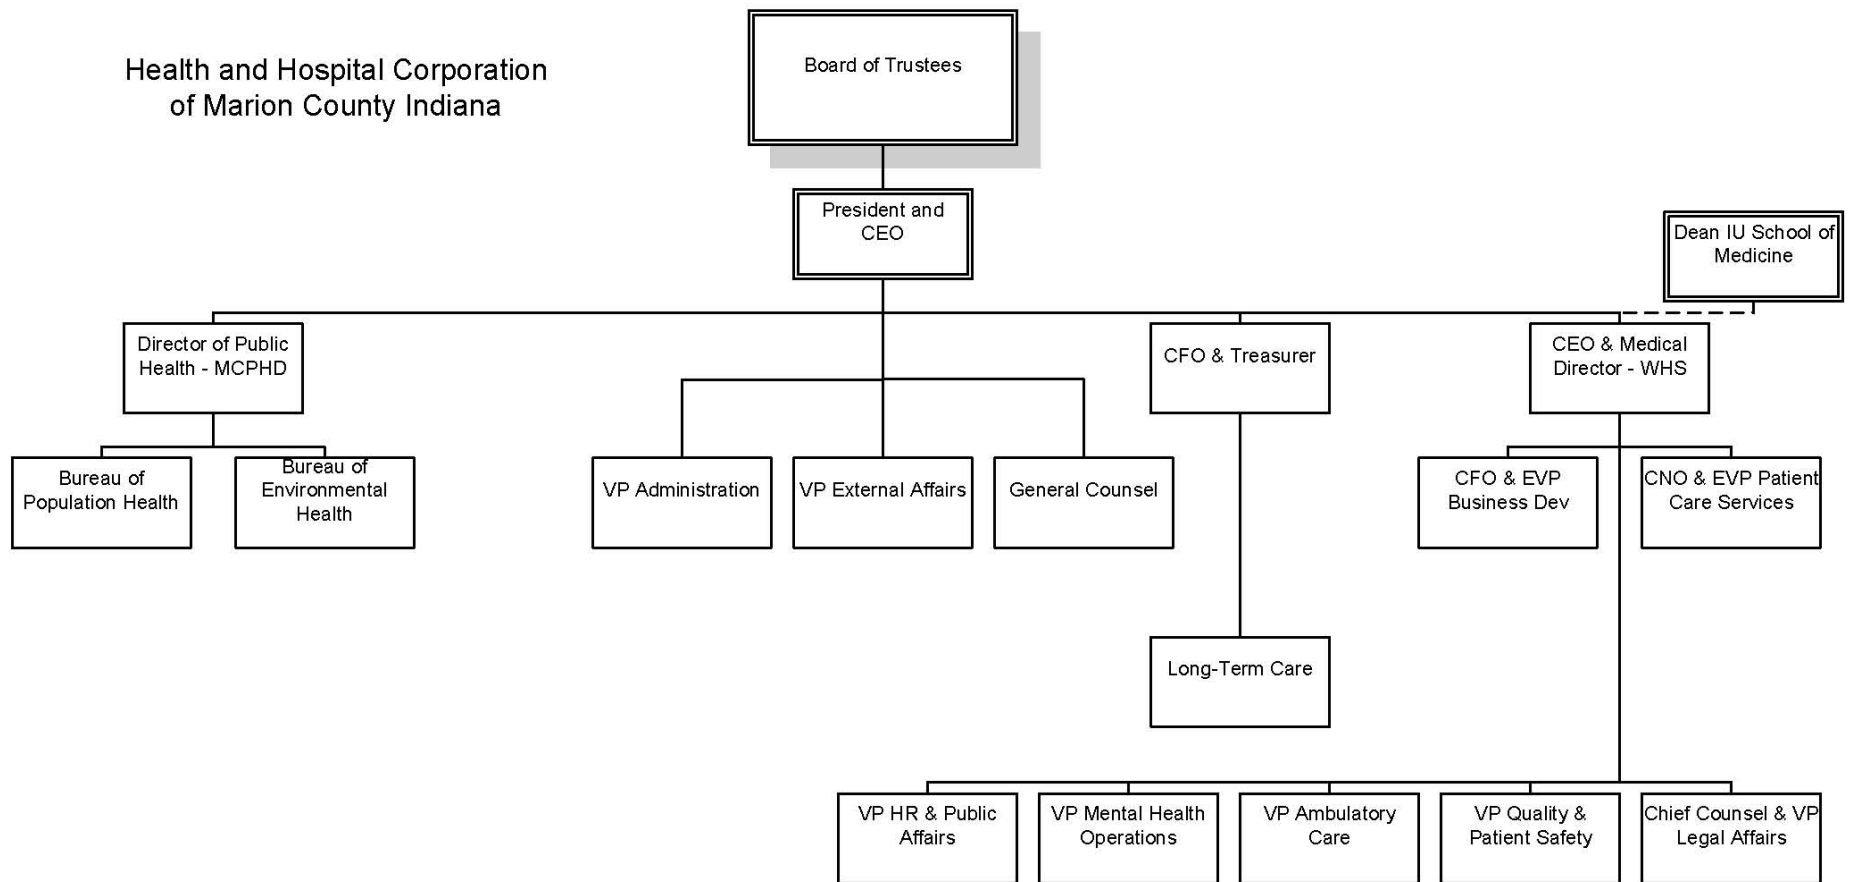 Health and Hospital Corporation
of Marion County Indiana
Board of Trustees
President and
CEO
Dean IU School of
Medicine
Director of Public
Health - MCPHD
CFO & Treasurer
CEO & Medical
Director - WHS
Bureau of
Population Health
Bureau of
Environmental
Health
VP Administration
VP External Affairs
General Counsel
CFO & EVP
Business Dev
CNO & EVP Patient
Care Services
Long-Term Care
VP HR & Public
Affairs
VP Mental Health
Operations
VP Ambulatory
Care
VP Quality &
Patient Safety
Chief Counsel & VP
Legal Affairs